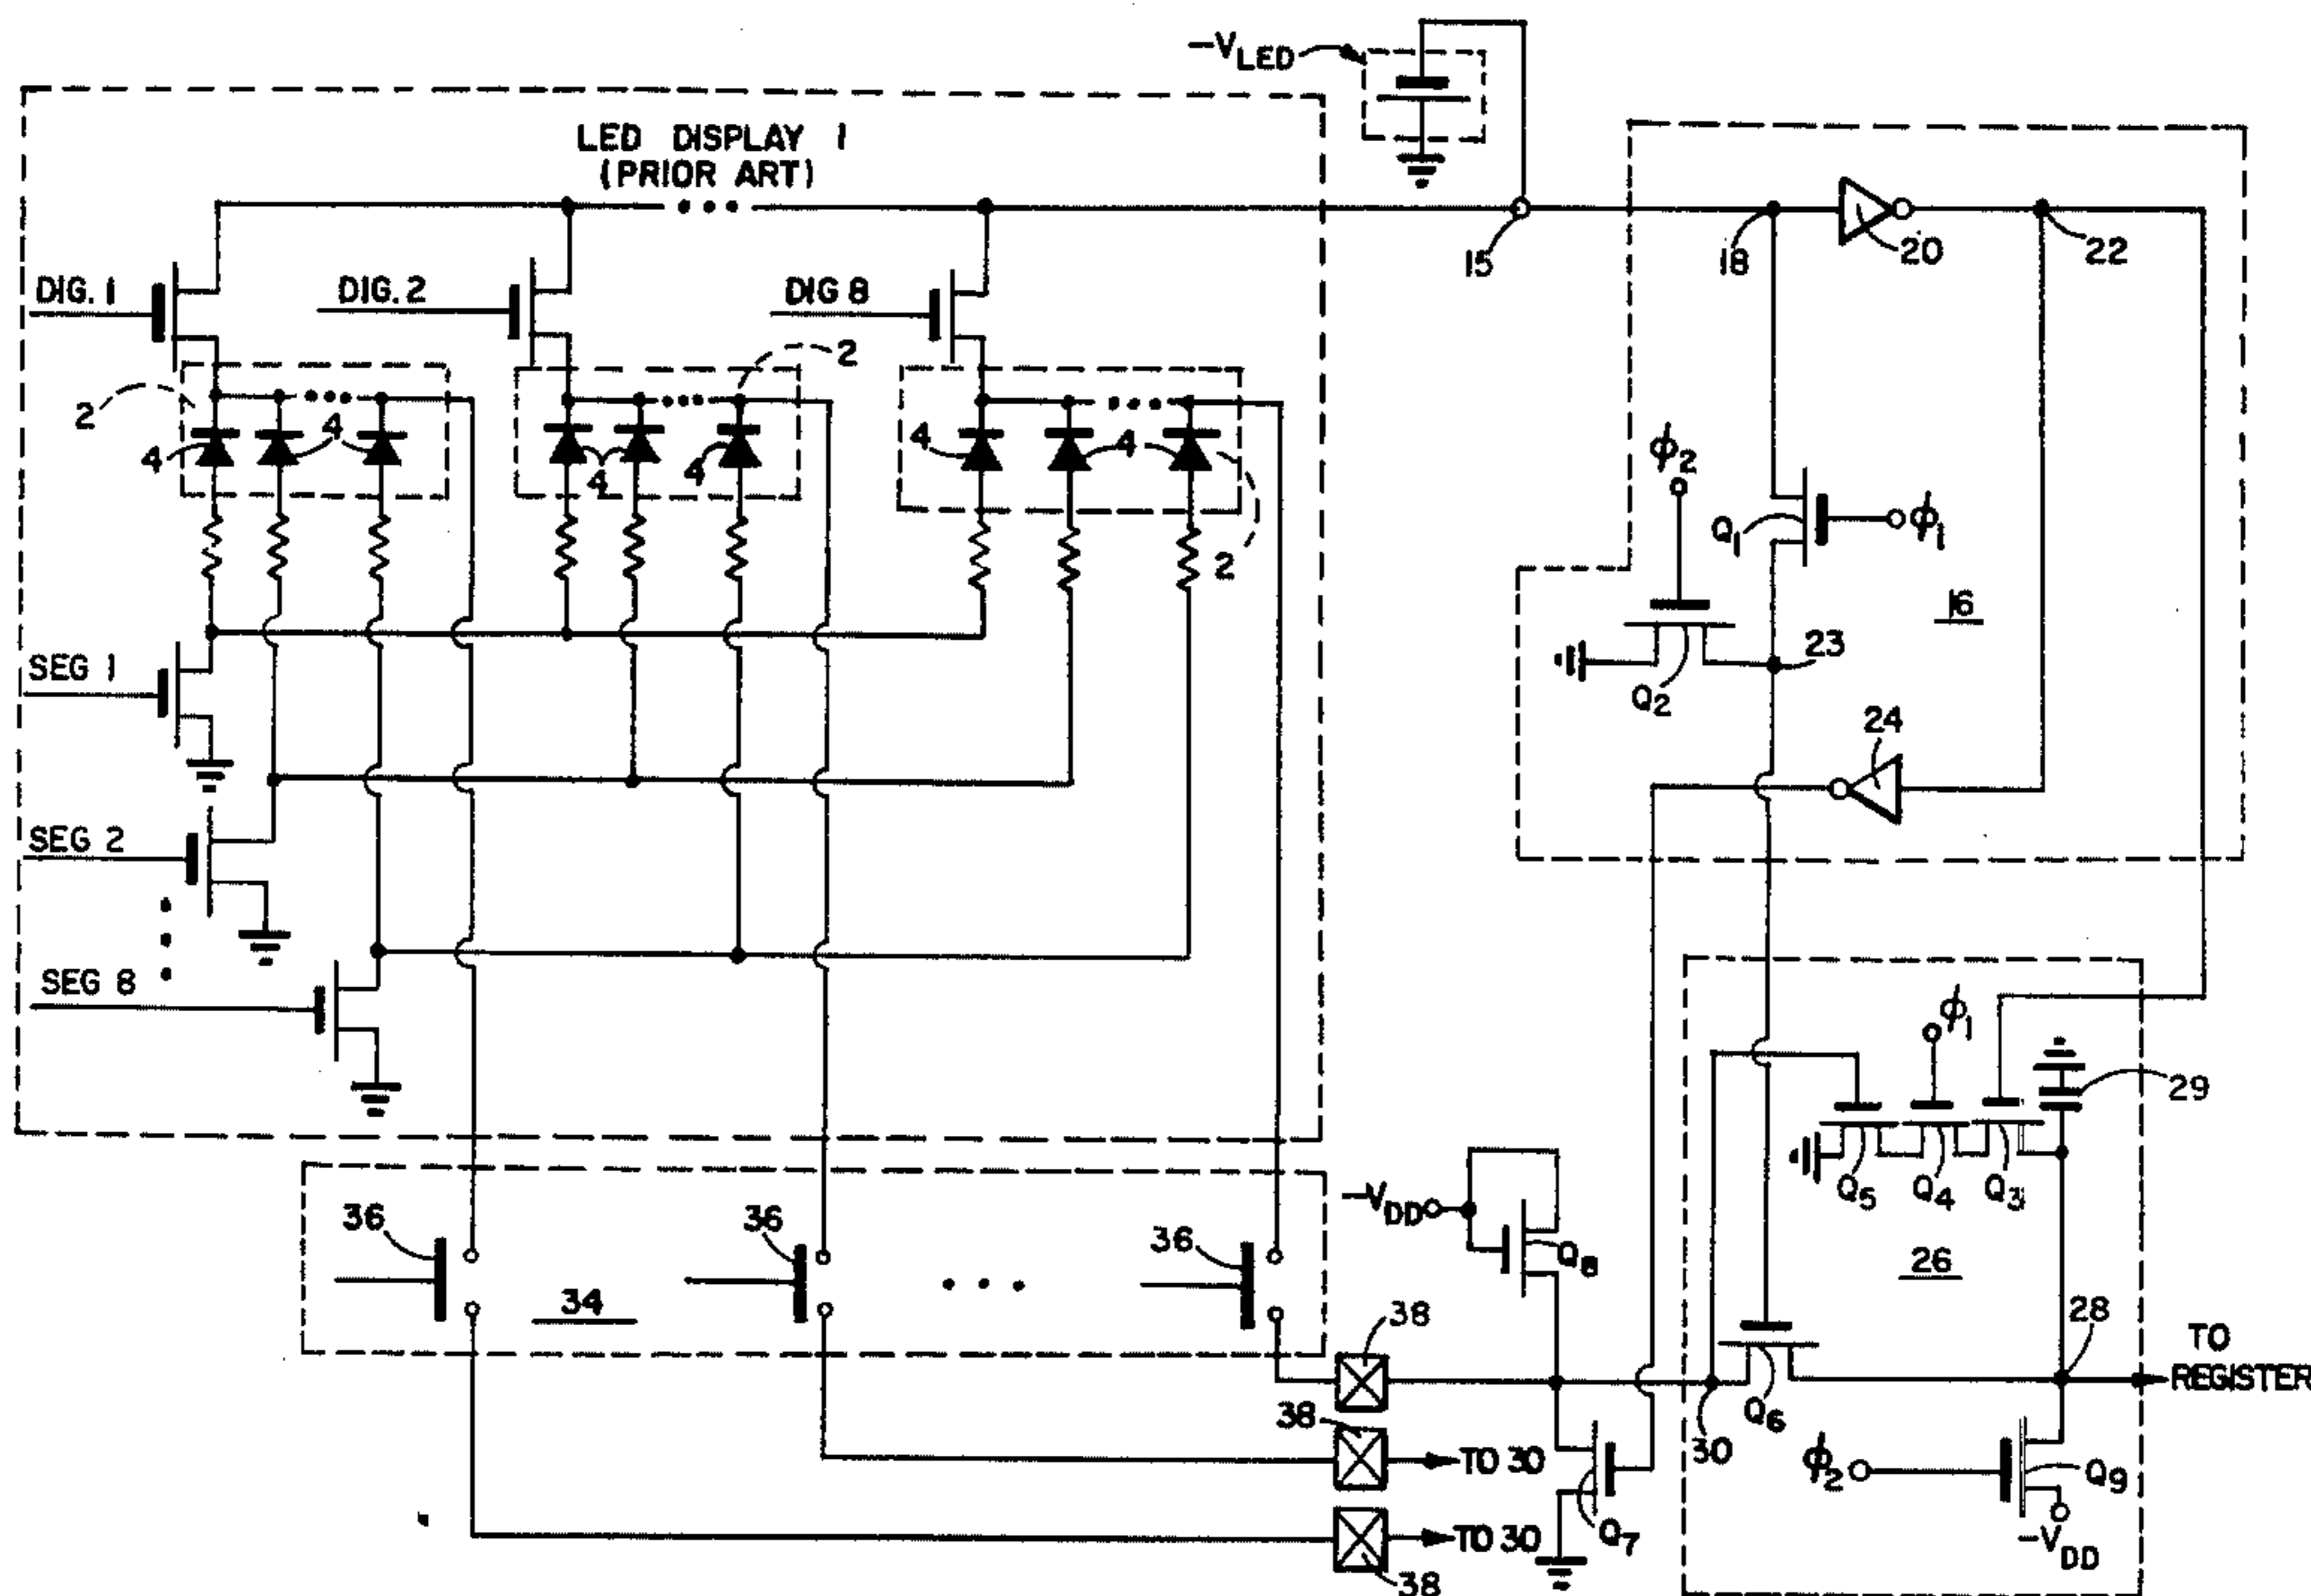 -VLED
LED DISPLAY 1
(PRIOR ART)
15
18
20
22
DIG. 1
DIG. 2
DIG 8
2
2
2
4
4
4
4
4
4
ϕ2
Q1
ϕ1
16
23
Q2
24
SEG 1
SEG 2
SEG 8
ϕ1
29
Q5
Q4
Q3
36
36
36
34
-VDD
Q8
26
38
28
TO
REGISTER
Q6
30
38
TO 30
ϕ2
Q9
-VDD
Q7
TO 30
38